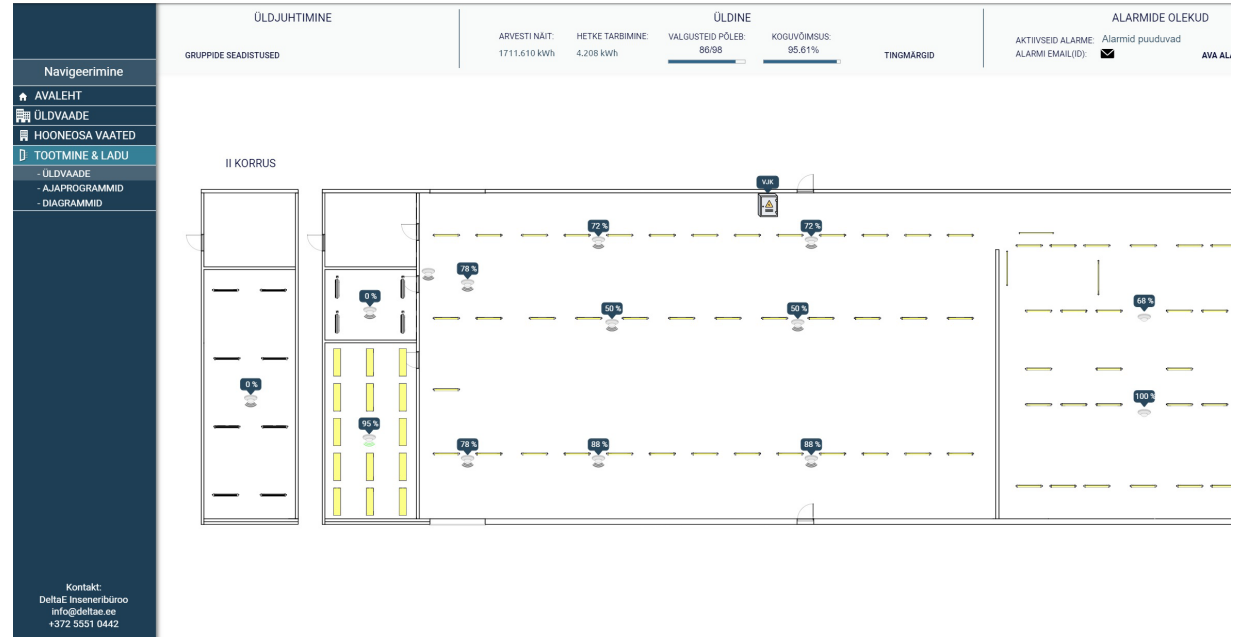 ÜLDJUHTIMINE
GRUPPIDE SEADISTUSED
ÜLDINE
ARVESTI NÄIT:
1711.610 kWh
HETKE TARBIMINE:
4.208 kWh
VALGUSTEID PÕLEB:
86/98
KOGUVÕIMSUS:
95.61%
TINGMÄRGID
ALARMIDE OLEKUD
AKTIIVSEID ALARME: Alarmid puuduvad
ALARMI EMAIL(ID):
AVA AL
Navigeerimine
AVALEHT
ÜLDVAADE
HOONEOSA VAATED
TOOTMINE & LADU
- ÜLDVAADE
- AJAPROGRAMMID
- DIAGRAMMID
Kontakt:
DeltaE Inseneribüroo
info@deltae.ee
+372 5551 0442
II KORRUS
VJK
72 %
72 %
78 %
0 %
50 %
50 %
68 %
0 %
100 %
95 %
78 %
88 %
88 %